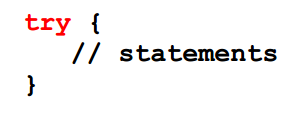 try {
// statements
}